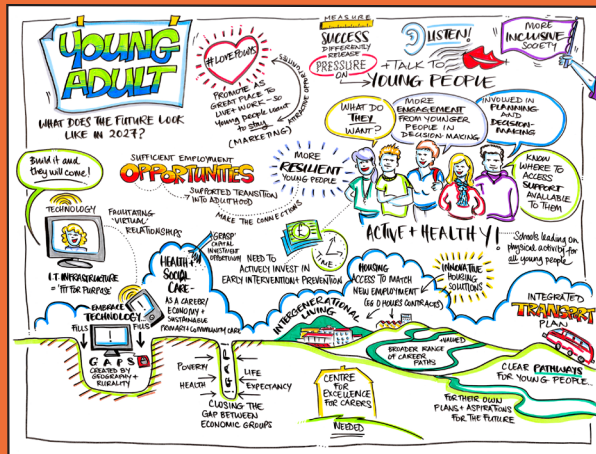 YOUNG
ADULT
WHAT DOES THE FUTURE LOOK
LIKE IN 2027?
#LOVEPOWYS
PROMOTE AS
GREAT PLACE TO
LIVE + WORK - SO
Young people want
to stay
(MARKETING)
ATTRACTIVE OPPORTUNITIES
MEASURE
SUCCESS
DIFFERENTLY
RELEASE
PRESSURE
ON
LISTEN!
+ TALK TO
YOUNG PEOPLE
MORE
INCLUSIVE
SOCIETY
WHAT DO
THEY
WANT?
MORE
ENGAGEMENT
FROM YOUNGER
PEOPLE IN
DECISION-MAKING
INVOLVED IN
PLANNING
AND
DECISION-
MAKING
KNOW
WHERE TO
ACCESS
SUPPORT
AVAILABLE
TO THEM
Build it and
they will come!
SUFFICIENT EMPLOYMENT
OPPORTUNITIES
SUPPORTED TRANSITION
INTO ADULTHOOD
MAKE THE CONNECTIONS
MORE
RESILIENT
YOUNG PEOPLE
TECHNOLOGY
FACILITATING
'VIRTUAL'
RELATIONSHIPS
I.T. INFRASTRUCTURE
= 'FIT FOR PURPOSE'
£
TIME
ACTIVE + HEALTHY!
Schools leading on
physical activity for
all young people
HEALTH +
SOCIAL
CARE -
AS A CAREER/
ECONOMY +
SUSTAINABLE
PRIMARY + COMMUNITY CARE
GRASP
CAPITAL
INVESTMENT
OPPORTUNITIES
NEED TO
ACTIVELY INVEST IN
EARLY INTERVENTION + PREVENTION
HOUSING
ACCESS TO MATCH
NEW EMPLOYMENT
(EG 0 HOURS CONTRACTS)
INNOVATIVE
HOUSING
SOLUTIONS
INTEGRATED
TRANSPORT
PLAN
EMBRACE
TECHNOLOGY
FILLS
FILLS
GAPS
CREATED BY
GEOGRAPHY +
RURALITY
INTERGENERATIONAL
LIVING
POVERTY
HEALTH
GAP
LIFE
EXPECTANCY
CLOSING THE
GAP BETWEEN
ECONOMIC GROUPS
CENTRE
FOR
EXCELLENCE
FOR CARERS
NEEDED
+VALUED
BROADER RANGE
OF CAREER
PATHS
CLEAR PATHWAYS
FOR YOUNG PEOPLE...
FOR THEIR OWN
PLANS + ASPIRATIONS
FOR THE FUTURE